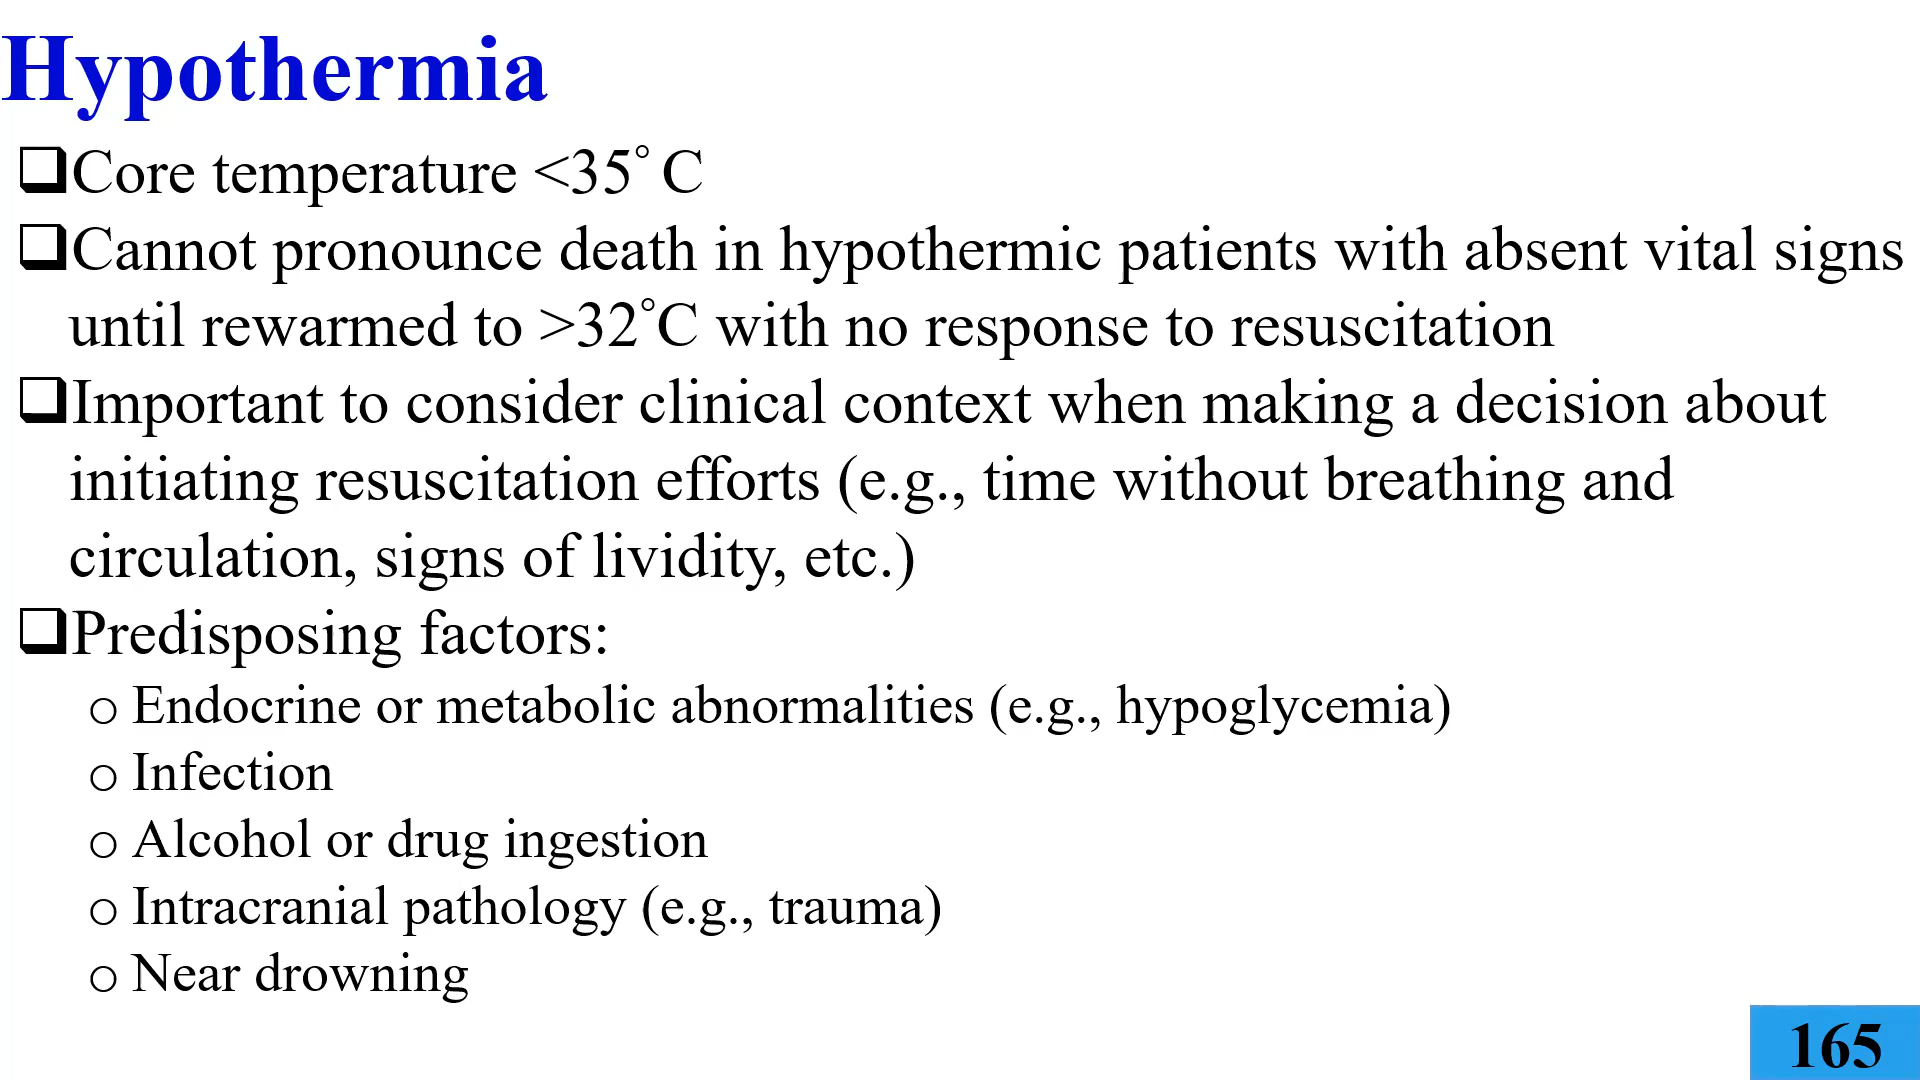 Hypothermia
❑Core temperature <35° C
❑Cannot pronounce death in hypothermic patients with absent vital signs
until rewarmed to >32°C with no response to resuscitation
❑Important to consider clinical context when making a decision about
initiating resuscitation efforts (e.g., time without breathing and
circulation, signs of lividity, etc.)
❑Predisposing factors:
o Endocrine or metabolic abnormalities (e.g., hypoglycemia)
o Infection
o Alcohol or drug ingestion
o Intracranial pathology (e.g., trauma)
o Near drowning
165